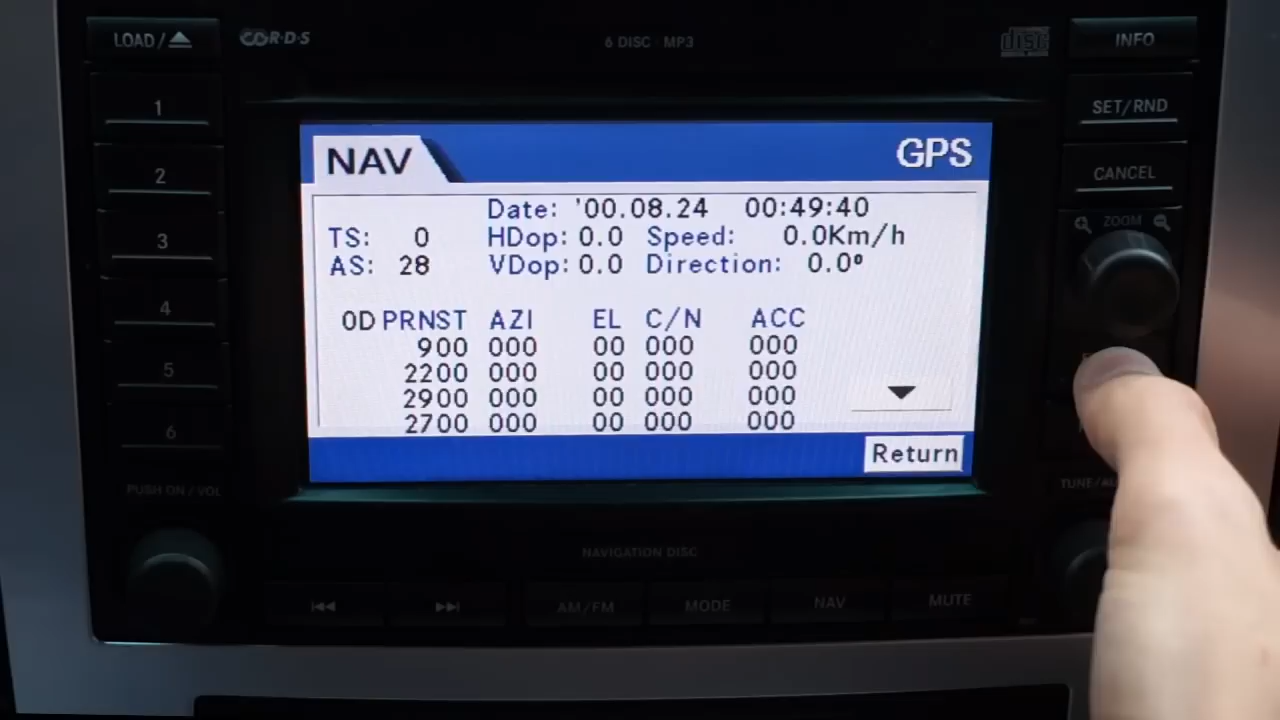 LOAD/
R·D·S
6 DISC · MP3
disc
INFO
1
2
3
4
5
6
SET/RND
CANCEL
ZOOM
NAV
GPS
Date: '00.08.24 00:49:40
TS: 0 HDop: 0.0 Speed: 0.0Km/h
AS: 28 VDop: 0.0 Direction: 0.0°
0D PRNST AZI EL C/N ACC
900 000 00 000 000
2200 000 00 000 000
2900 000 00 000 000
2700 000 00 000 000
Return
PUSH ON / VOL
NAVIGATION DISC
AM/FM
MODE
NAV
MUTE